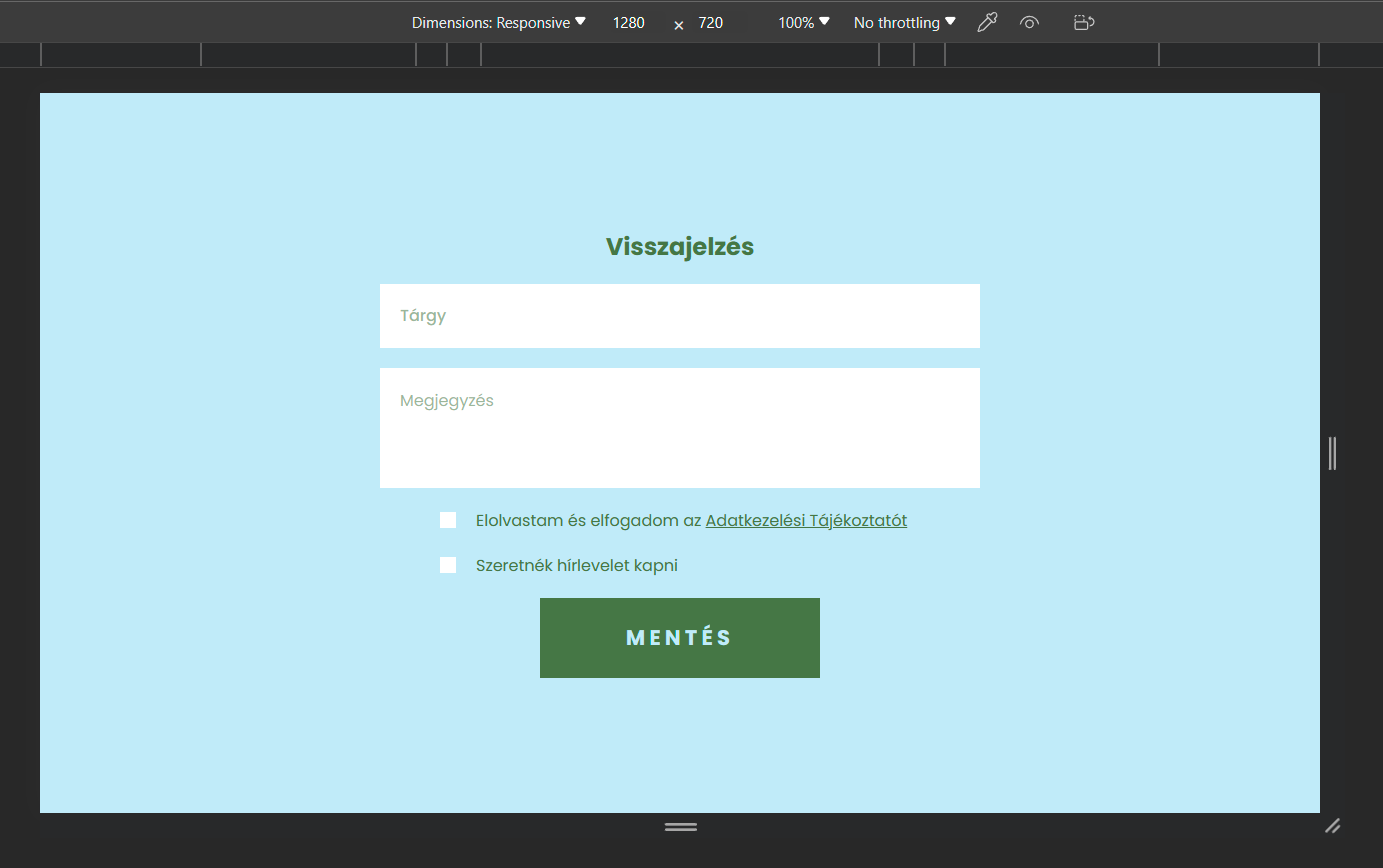 Dimensions: Responsive 1280 × 720 100% No throttling
Visszajelzés
Tárgy
Megjegyzés
Elolvastam és elfogadom az Adatkezelési Tájékoztatót
Szeretnék hírlevelet kapni
MENTÉS